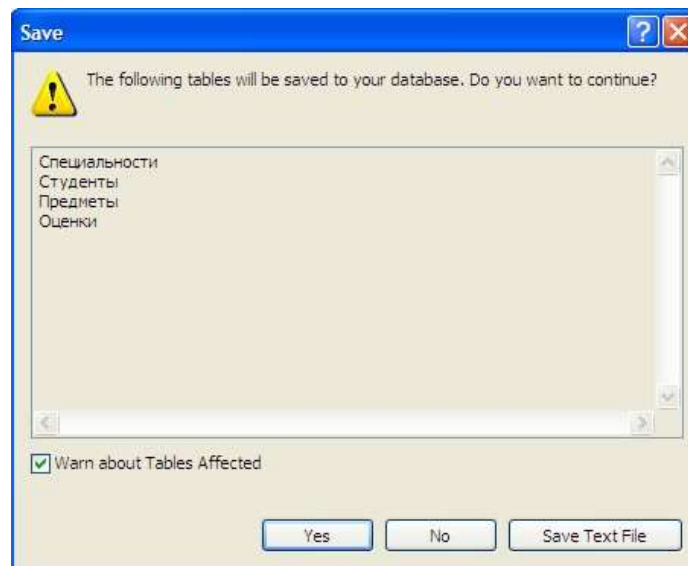 Save
The following tables will be saved to your database. Do you want to continue?
Специальности
Студенты
Предметы
Оценки
Warn about Tables Affected
Yes No Save Text File